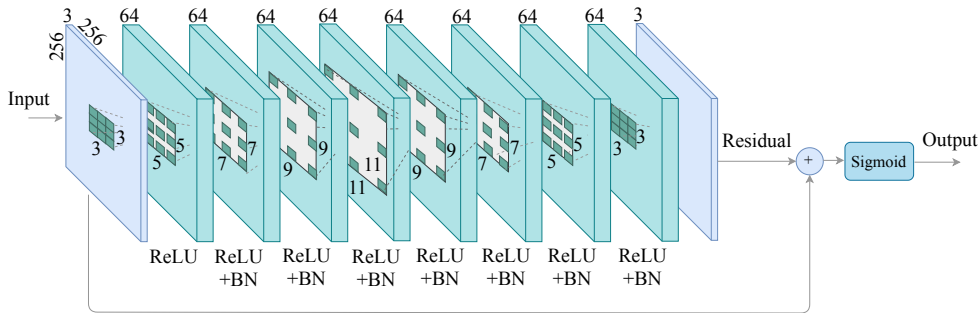 3 64 64 64 64 64 64 64 64 3
256
256
Input
3 3
5 5
7 7
9 9
11 11
9 9
7 7
5 5
3 3
Residual
+
Sigmoid
Output
ReLU
ReLU
+BN
ReLU
+BN
ReLU
+BN
ReLU
+BN
ReLU
+BN
ReLU
+BN
ReLU
+BN